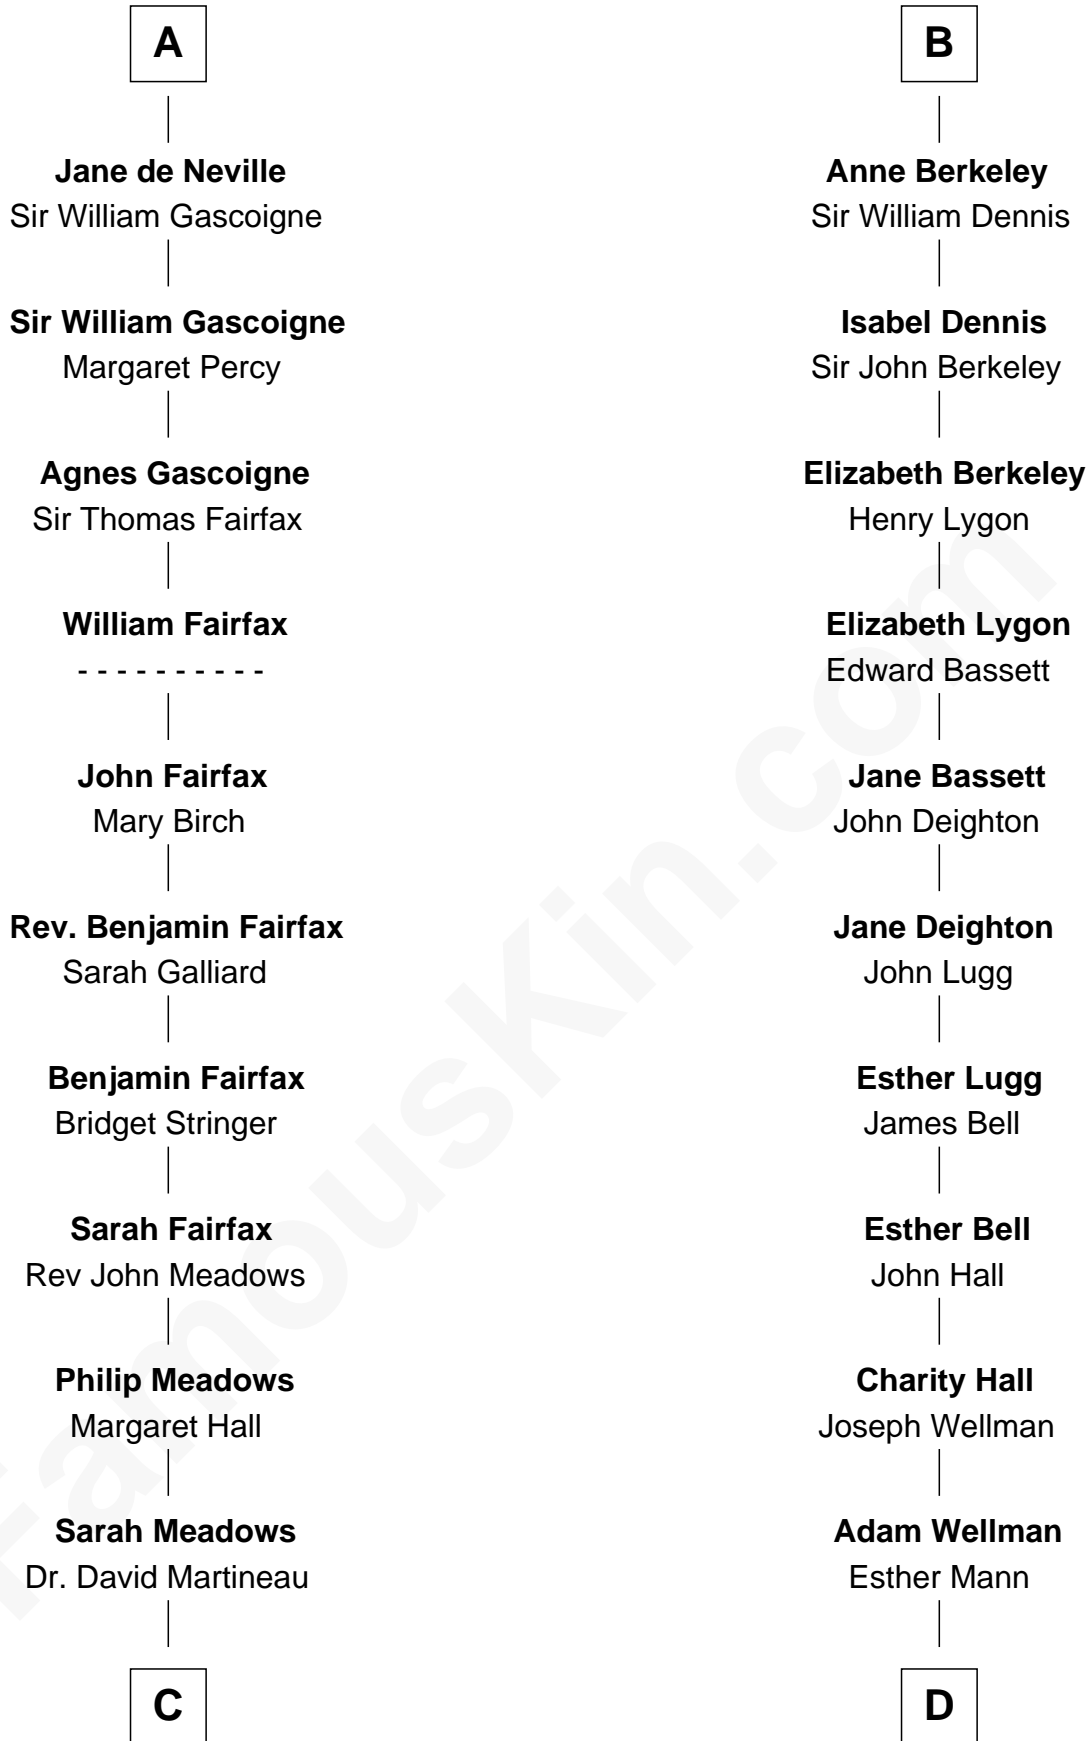 A
Jane de Neville
Sir William Gascoigne
Sir William Gascoigne
Margaret Percy
Agnes Gascoigne
Sir Thomas Fairfax
William Fairfax
- - - - - - - - - -
John Fairfax
Mary Birch
Rev. Benjamin Fairfax
Sarah Galliard
Benjamin Fairfax
Bridget Stringer
Sarah Fairfax
Rev John Meadows
Philip Meadows
Margaret Hall
Sarah Meadows
Dr. David Martineau
C
B
Anne Berkeley
Sir William Dennis
Isabel Dennis
Sir John Berkeley
Elizabeth Berkeley
Henry Lygon
Elizabeth Lygon
Edward Bassett
Jane Bassett
John Deighton
Jane Deighton
John Lugg
Esther Lugg
James Bell
Esther Bell
John Hall
Charity Hall
Joseph Wellman
Adam Wellman
Esther Mann
D
FamousKin.com